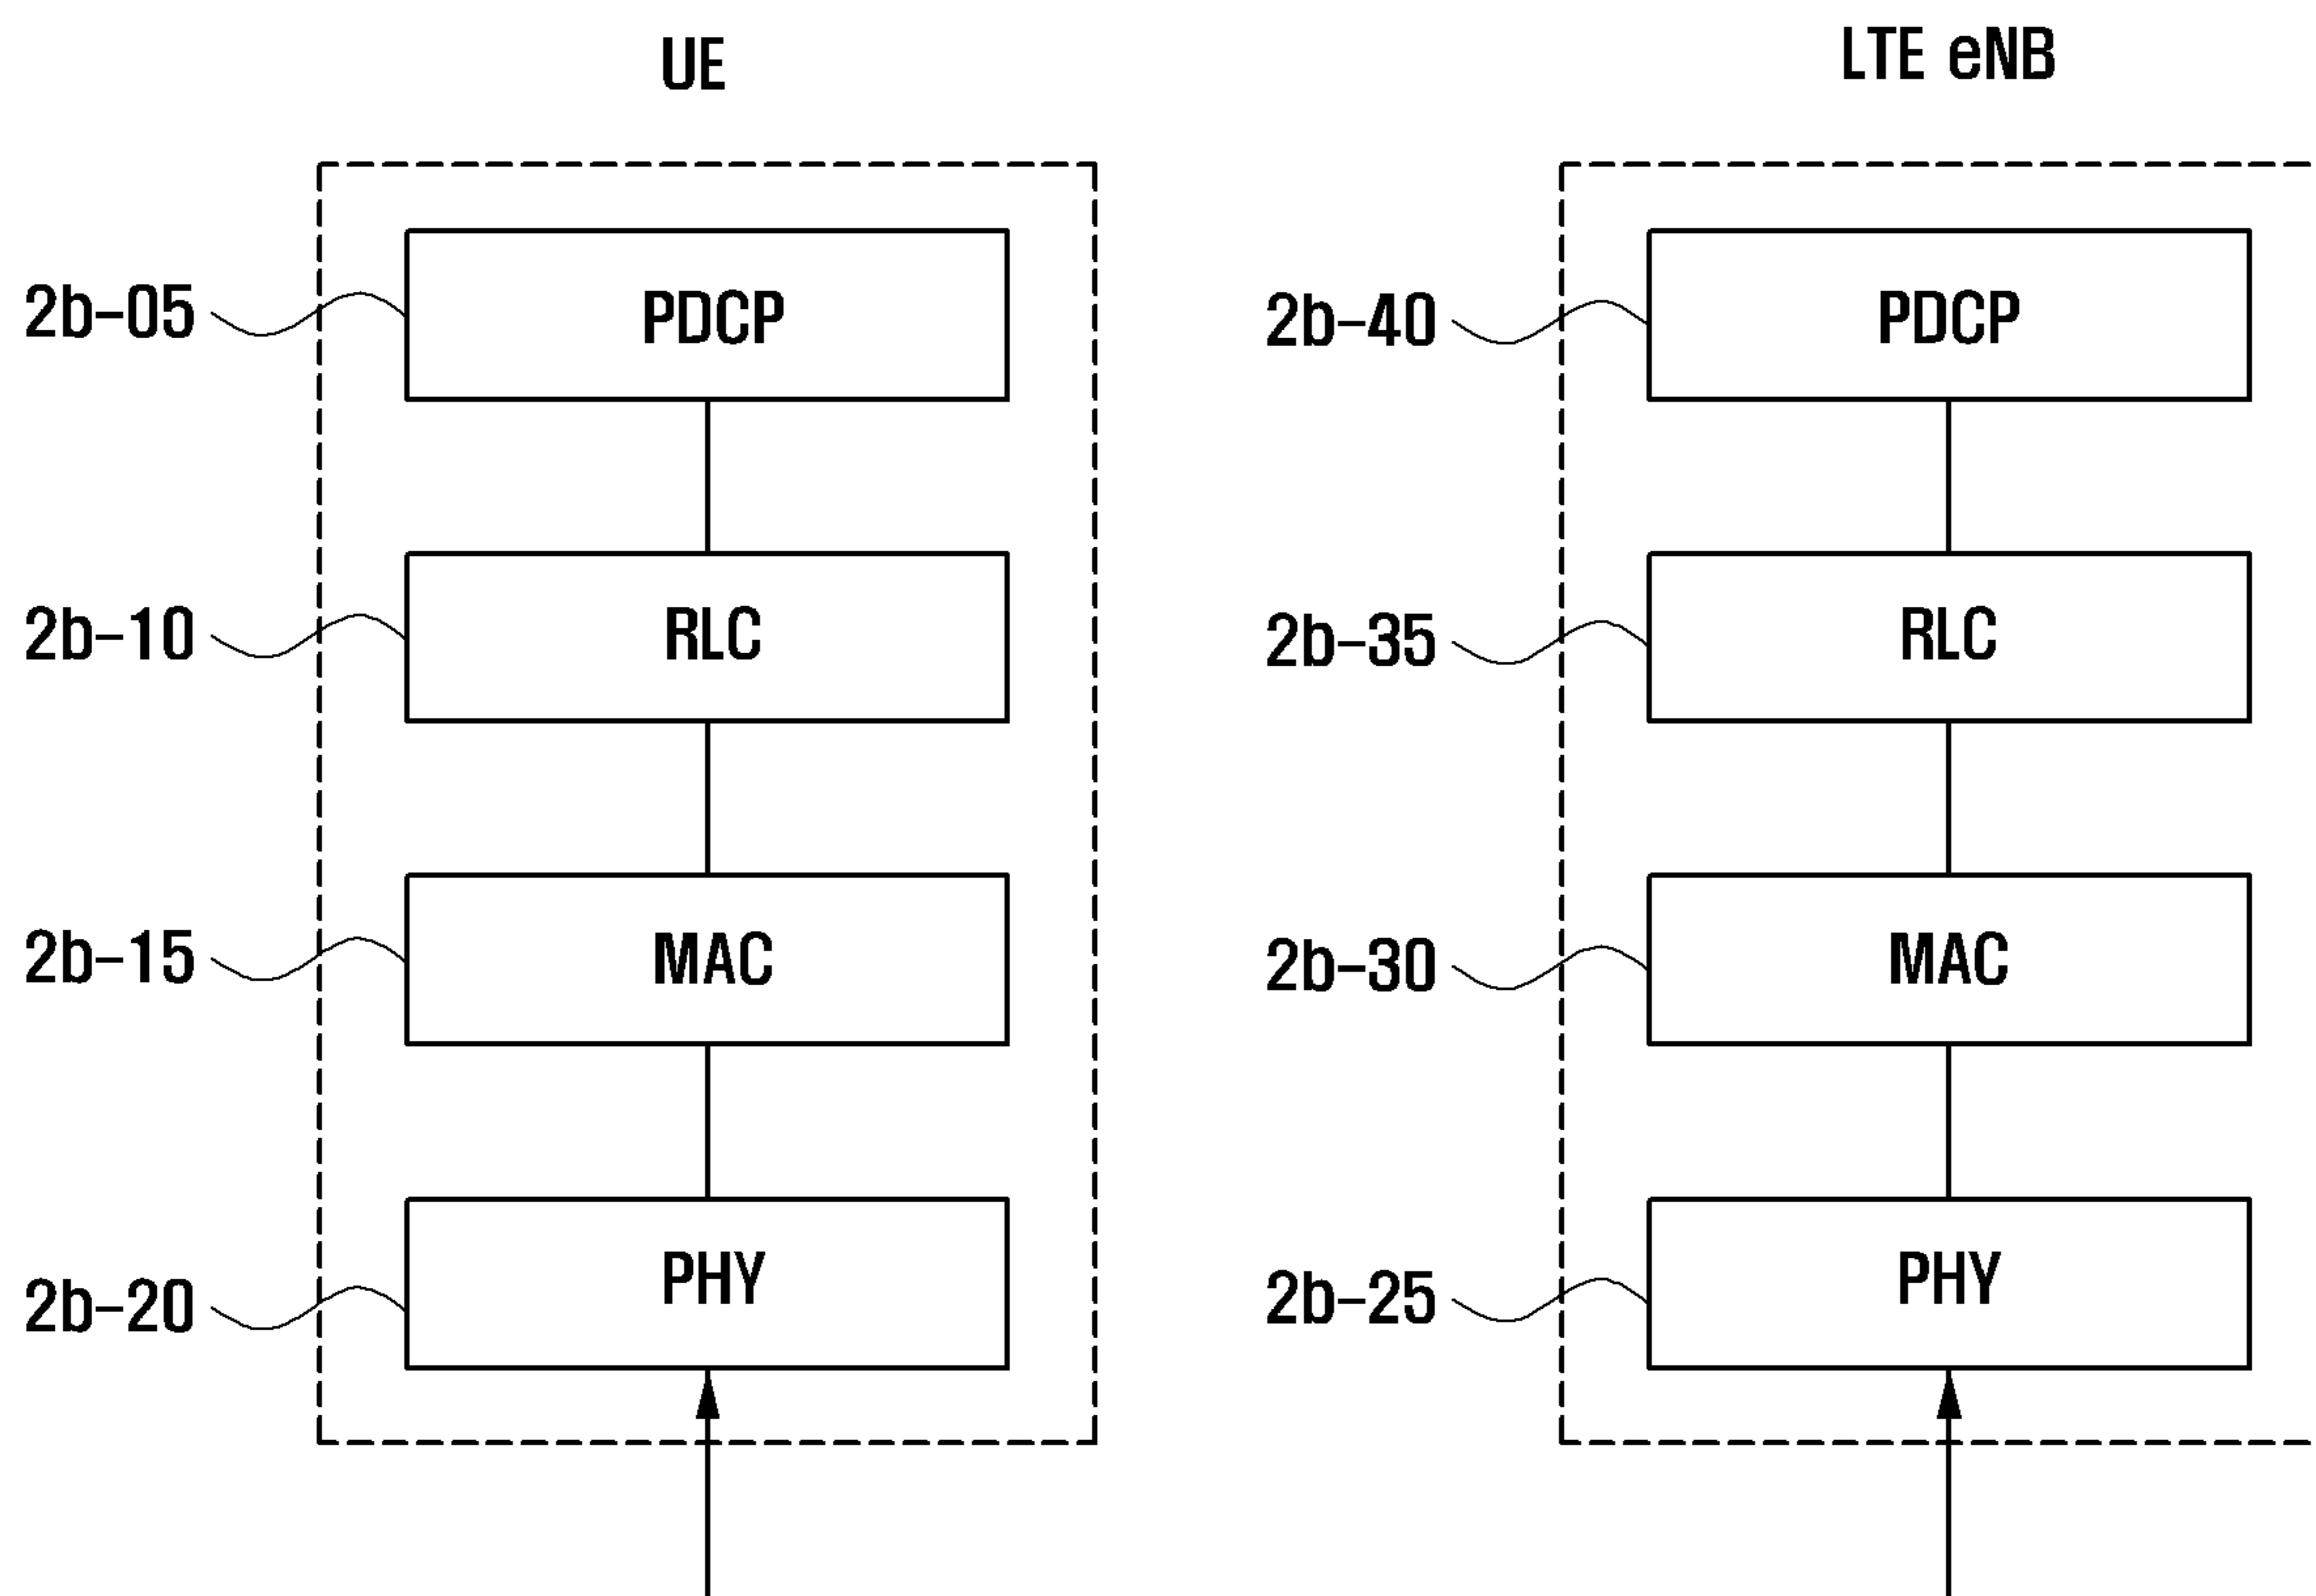 UE
LTE eNB
2b-05
PDCP
2b-40
PDCP
2b-10
RLC
2b-35
RLC
2b-15
MAC
2b-30
MAC
2b-20
PHY
2b-25
PHY